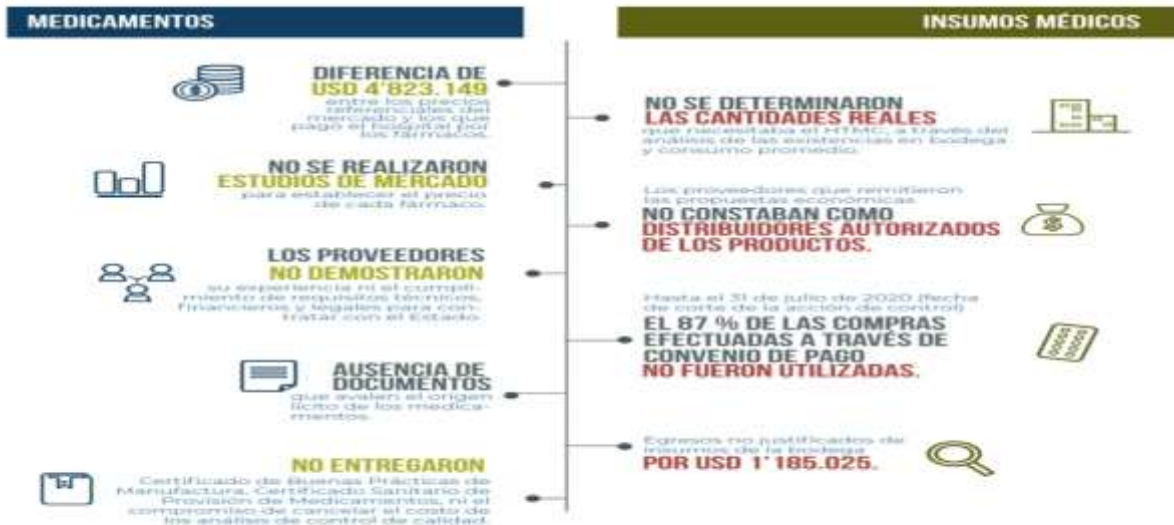 MEDICAMENTOS
DIFERENCIA DE
USD 4'823.149
entre los precios
referenciales del
mercado y los que
pagó el hospital por
los fármacos.
NO SE REALIZARON
ESTUDIOS DE MERCADO
para establecer el precio
de cada fármaco.
LOS PROVEEDORES
NO DEMOSTRARON
su experiencia ni el cumpli-
miento de requisitos técnicos,
financieros y legales para con-
tratar con el Estado.
AUSENCIA DE
DOCUMENTOS
que avalen el origen
lícito de los medica-
mentos.
NO ENTREGARON
Certificado de Buenas Prácticas de
Manufactura, Certificado Sanitario de
Provisión de Medicamentos, ni el
compromiso de cancelar el costo de
los análisis de control de calidad.
INSUMOS MÉDICOS
NO SE DETERMINARON
LAS CANTIDADES REALES
que necesitaba el HTMC, a través del
análisis de las existencias en bodega
y consumo promedio.
Los proveedores que remitieron
las propuestas económicas
NO CONSTABAN COMO
DISTRIBUIDORES AUTORIZADOS
DE LOS PRODUCTOS.
Hasta el 31 de julio de 2020 (fecha
de corte de la acción de control)
EL 87 % DE LAS COMPRAS
EFECTUADAS A TRAVÉS DE
CONVENIO DE PAGO
NO FUERON UTILIZADAS.
Egresos no justificados de
insumos de la bodega
POR USD 1'185.025.